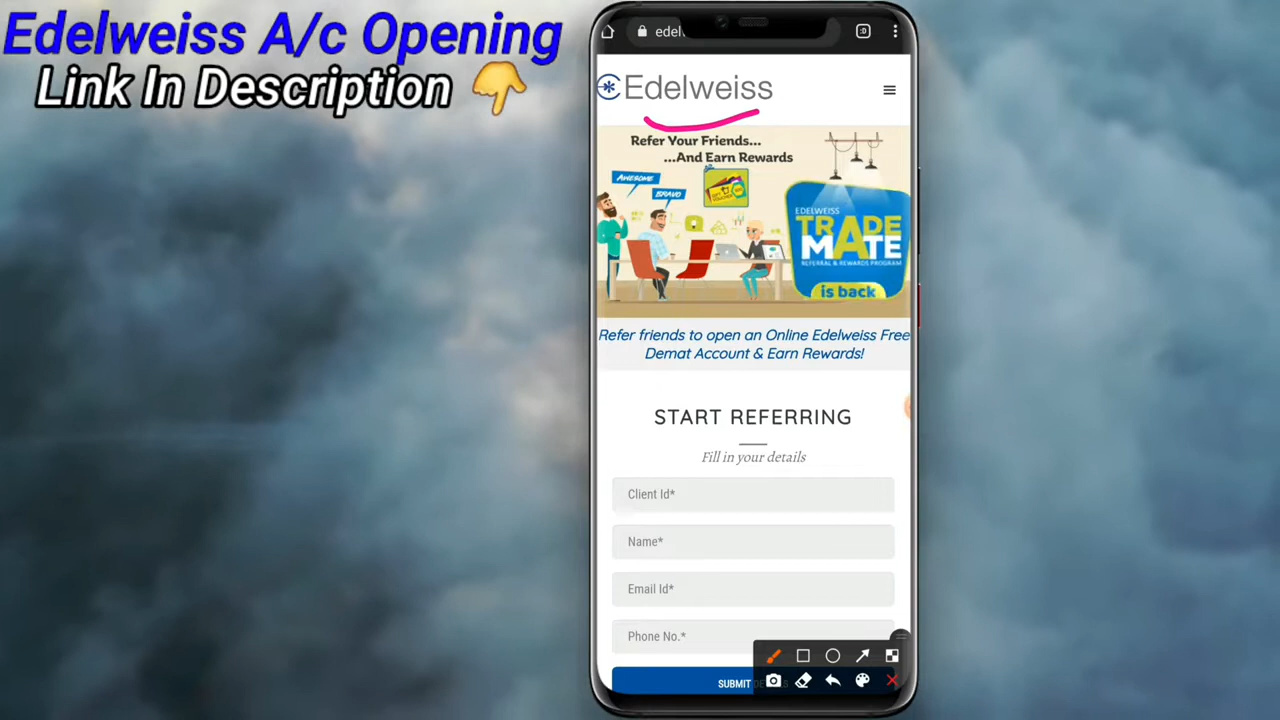 Edelweiss A/c Opening
Link In Description
Edelweiss
Refer Your Friends...
...And Earn Rewards
AWESOME
BRAVO
EDELWEISS
TRADE
MATE
REFERRAL & REWARDS PROGRAM
is back
Refer friends to open an Online Edelweiss Free
Demat Account & Earn Rewards!
START REFERRING
Fill in your details
Client Id*
Name*
Email Id*
Phone No.*
SUBMIT